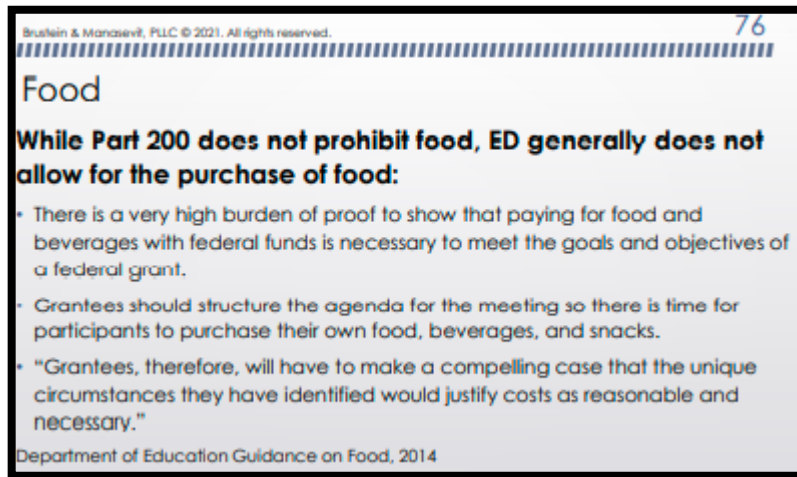 Brustein & Manasevit, PLLC © 2021. All rights reserved.
76
Food
While Part 200 does not prohibit food, ED generally does not
allow for the purchase of food:
• There is a very high burden of proof to show that paying for food and
beverages with federal funds is necessary to meet the goals and objectives of
a federal grant.
• Grantees should structure the agenda for the meeting so there is time for
participants to purchase their own food, beverages, and snacks.
• “Grantees, therefore, will have to make a compelling case that the unique
circumstances they have identified would justify costs as reasonable and
necessary.”
Department of Education Guidance on Food, 2014